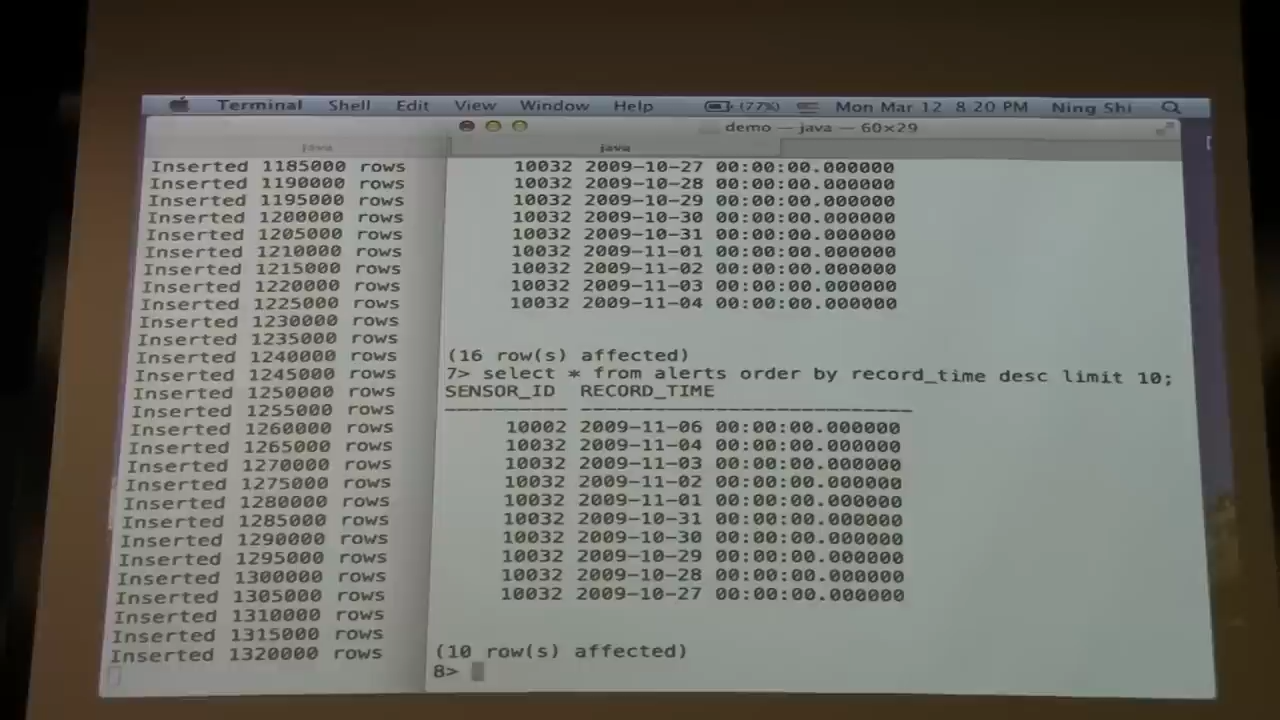 Terminal Shell Edit View Window Help (77%) Mon Mar 12 8:20 PM Ning Shi
demo — java — 60×29
java
java
Inserted 1185000 rows
Inserted 1190000 rows
Inserted 1195000 rows
Inserted 1200000 rows
Inserted 1205000 rows
Inserted 1210000 rows
Inserted 1215000 rows
Inserted 1220000 rows
Inserted 1225000 rows
Inserted 1230000 rows
Inserted 1235000 rows
Inserted 1240000 rows
Inserted 1245000 rows
Inserted 1250000 rows
Inserted 1255000 rows
Inserted 1260000 rows
Inserted 1265000 rows
Inserted 1270000 rows
Inserted 1275000 rows
Inserted 1280000 rows
Inserted 1285000 rows
Inserted 1290000 rows
Inserted 1295000 rows
Inserted 1300000 rows
Inserted 1305000 rows
Inserted 1310000 rows
Inserted 1315000 rows
Inserted 1320000 rows
10032 2009-10-27 00:00:00.000000
10032 2009-10-28 00:00:00.000000
10032 2009-10-29 00:00:00.000000
10032 2009-10-30 00:00:00.000000
10032 2009-10-31 00:00:00.000000
10032 2009-11-01 00:00:00.000000
10032 2009-11-02 00:00:00.000000
10032 2009-11-03 00:00:00.000000
10032 2009-11-04 00:00:00.000000
(16 row(s) affected)
7> select * from alerts order by record_time desc limit 10;
SENSOR_ID RECORD_TIME
10002 2009-11-06 00:00:00.000000
10032 2009-11-04 00:00:00.000000
10032 2009-11-03 00:00:00.000000
10032 2009-11-02 00:00:00.000000
10032 2009-11-01 00:00:00.000000
10032 2009-10-31 00:00:00.000000
10032 2009-10-30 00:00:00.000000
10032 2009-10-29 00:00:00.000000
10032 2009-10-28 00:00:00.000000
10032 2009-10-27 00:00:00.000000
(10 row(s) affected)
8>